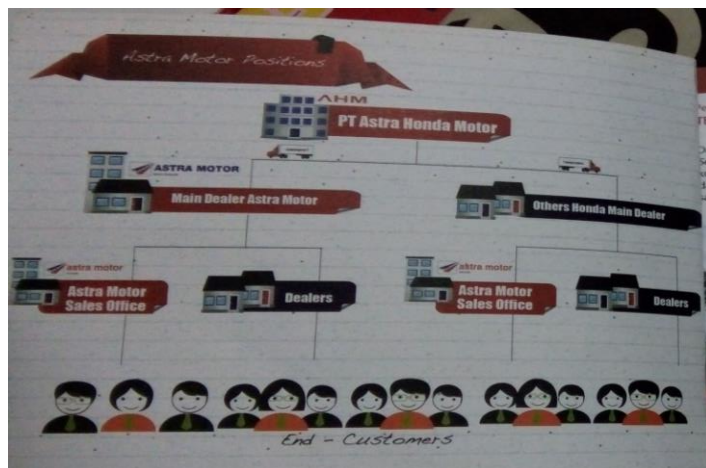 Astra Motor Positions
AHM
PT Astra Honda Motor
ASTRA MOTOR
Main Dealer Astra Motor
Others Honda Main Dealer
astra motor
Astra Motor
Sales Office
Dealers
astra motor
Astra Motor
Sales Office
Dealers
End - Customers